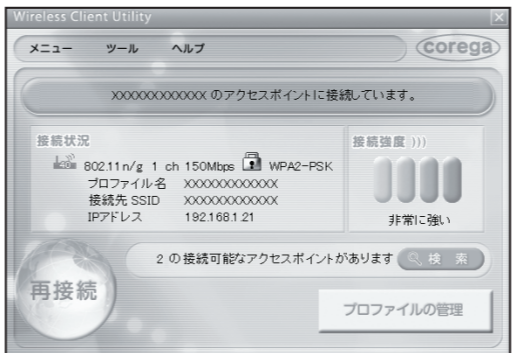 Wireless Client Utility
メニュー ツール ヘルプ
corega
XXXXXXXXXXXX のアクセスポイントに接続しています。
接続状況
接続強度 )))
802.11n/g 1 ch 150Mbps WPA2-PSK
プロファイル名 XXXXXXXXXXXX
接続先 SSID XXXXXXXXXXXX
IPアドレス 192.168.1.21
非常に強い
2 の接続可能なアクセスポイントがあります 検 索
再接続
プロファイルの管理